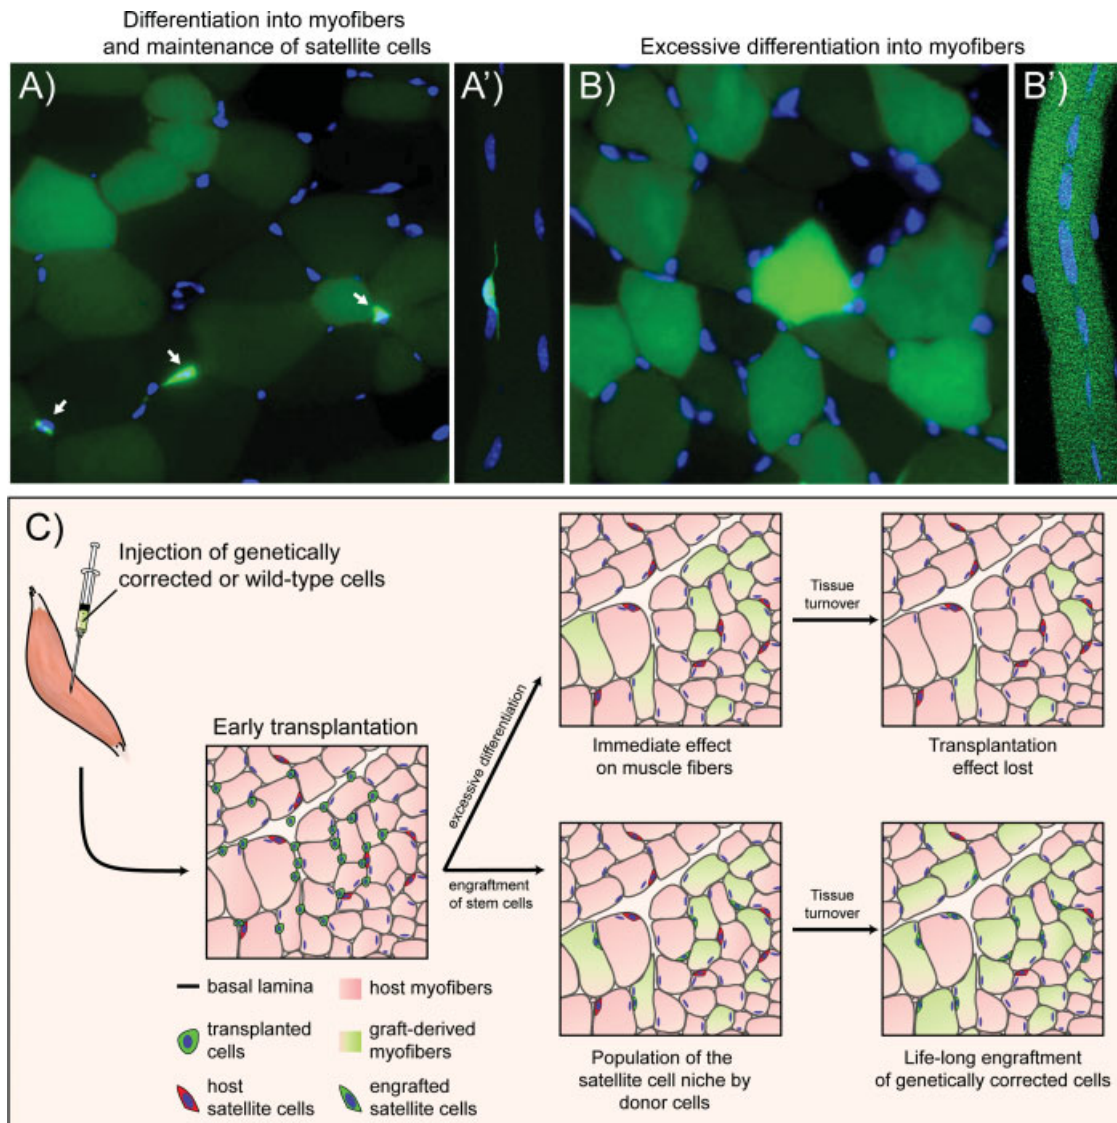 Differentiation into myofibers
and maintenance of satellite cells
Excessive differentiation into myofibers
A)
A')
B)
B')
C)
Injection of genetically
corrected or wild-type cells
Early transplantation
excessive differentiation
engraftment
of stem cells
Immediate effect
on muscle fibers
Tissue
turnover
Transplantation
effect lost
Population of the
satellite cell niche by
donor cells
Tissue
turnover
Life-long engraftment
of genetically corrected cells
basal lamina
host myofibers
transplanted
cells
graft-derived
myofibers
host
satellite cells
engrafted
satellite cells